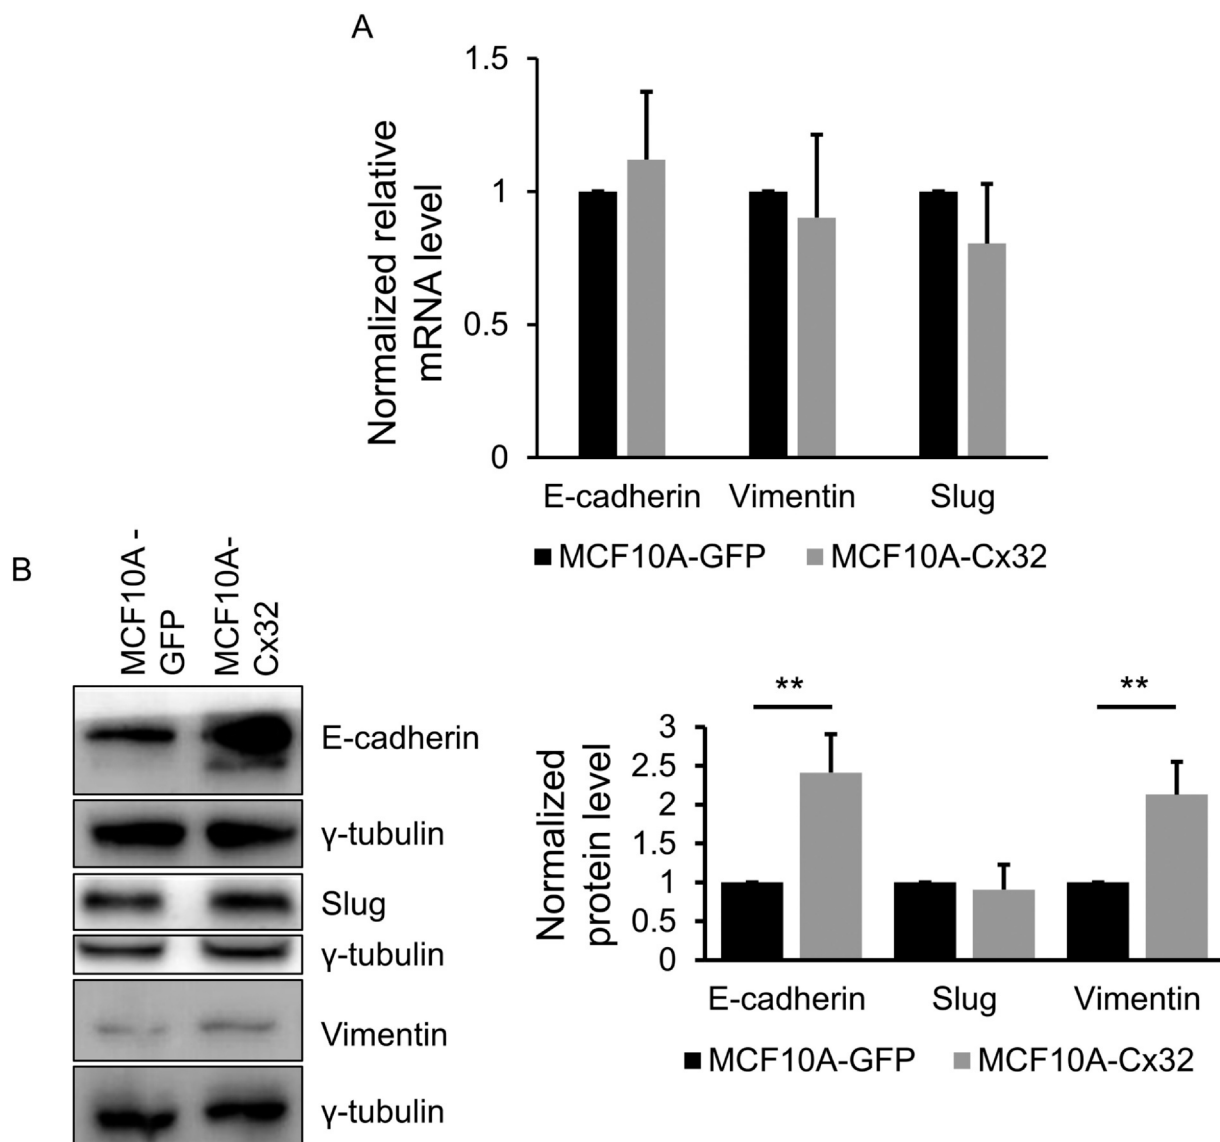 A
1.5
1
0.5
0
Normalized relative
mRNA level
E-cadherin Vimentin Slug
MCF10A-GFP MCF10A-Cx32
B
MCF10A -
GFP
MCF10A-
Cx32
E-cadherin
γ-tubulin
Slug
γ-tubulin
Vimentin
γ-tubulin
** **
3
2.5
2
1.5
1
0.5
0
Normalized
protein level
E-cadherin Slug Vimentin
MCF10A-GFP MCF10A-Cx32